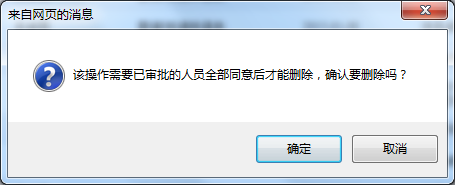 来自网页的消息
该操作需要已审批的人员全部同意后才能删除，确认要删除吗？
确定
取消